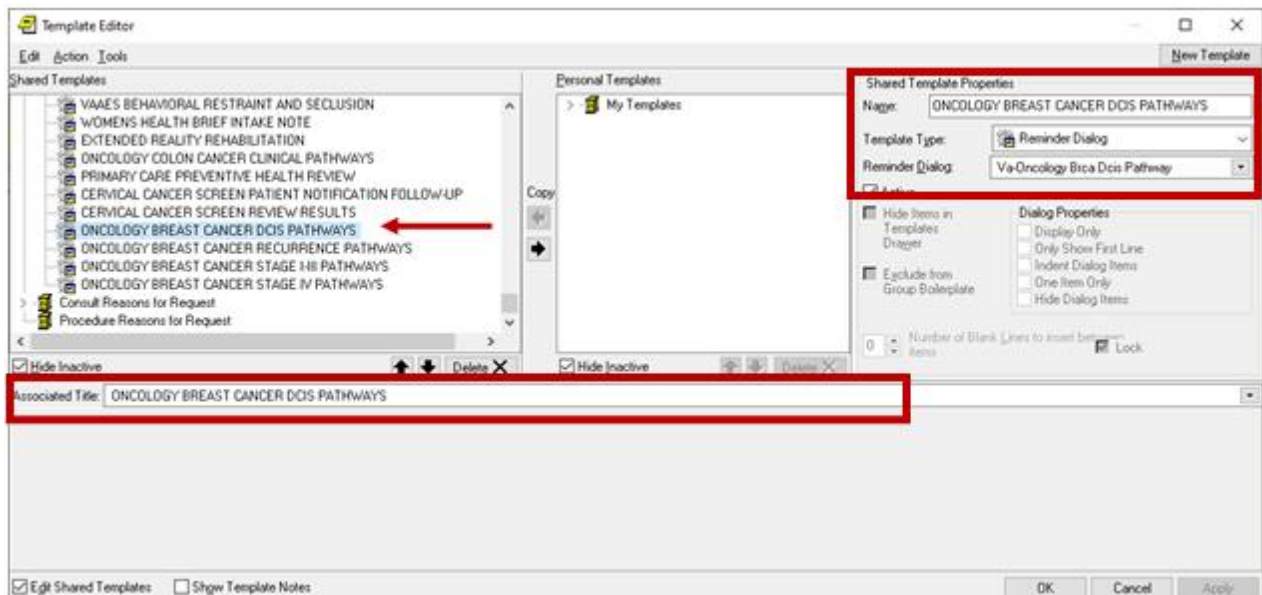 Template Editor
Edit Action Tools
New Template
Shared Templates
VAAES BEHAVIORAL RESTRAINT AND SECLUSION
WOMENS HEALTH BRIEF INTAKE NOTE
EXTENDED REALITY REHABILITATION
ONCOLOGY COLON CANCER CLINICAL PATHWAYS
PRIMARY CARE PREVENTIVE HEALTH REVIEW
CERVICAL CANCER SCREEN PATIENT NOTIFICATION FOLLOW-UP
CERVICAL CANCER SCREEN REVIEW RESULTS
ONCOLOGY BREAST CANCER DCIS PATHWAYS
ONCOLOGY BREAST CANCER RECURRENCE PATHWAYS
ONCOLOGY BREAST CANCER STAGE I-III PATHWAYS
ONCOLOGY BREAST CANCER STAGE IV PATHWAYS
Consult Reasons for Request
Procedure Reasons for Request
Hide Inactive
Delete
Copy
Personal Templates
My Templates
Hide Inactive
Delete
Shared Template Properties
Name: ONCOLOGY BREAST CANCER DCIS PATHWAYS
Template Type: Reminder Dialog
Reminder Dialog: Va-Oncology Brca Dcis Pathway
Active
Hide Items in
Templates
Drawer
Exclude from
Group Boilerplate
Dialog Properties
Display Only
Only Show First Line
Indent Dialog Items
One Item Only
Hide Dialog Items
0 Number of Blank Lines to insert between
items
Lock
Associated Title: ONCOLOGY BREAST CANCER DCIS PATHWAYS
Edit Shared Templates Show Template Notes
OK Cancel Apply